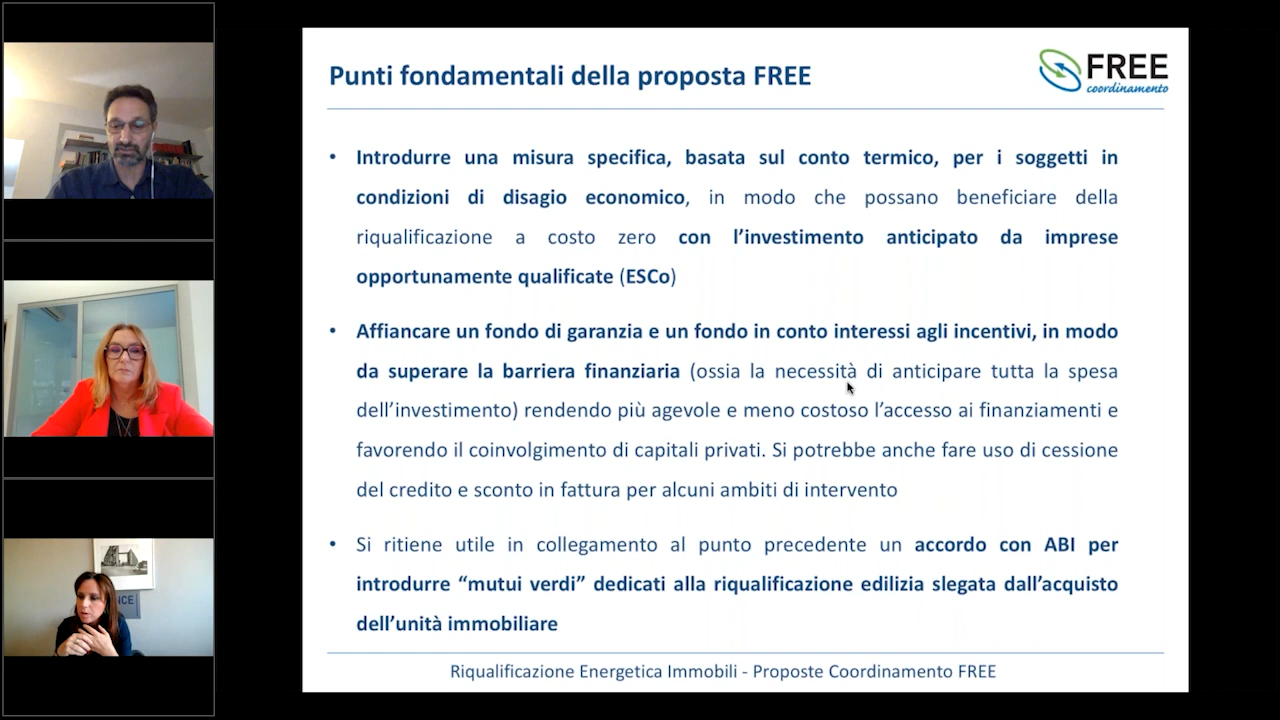 Punti fondamentali della proposta FREE
FREE
coordinamento
• Introdurre una misura specifica, basata sul conto termico, per i soggetti in
condizioni di disagio economico, in modo che possano beneficiare della
riqualificazione a costo zero con l’investimento anticipato da imprese
opportunamente qualificate (ESCo)
• Affiancare un fondo di garanzia e un fondo in conto interessi agli incentivi, in modo
da superare la barriera finanziaria (ossia la necessità di anticipare tutta la spesa
dell’investimento) rendendo più agevole e meno costoso l’accesso ai finanziamenti e
favorendo il coinvolgimento di capitali privati. Si potrebbe anche fare uso di cessione
del credito e sconto in fattura per alcuni ambiti di intervento
• Si ritiene utile in collegamento al punto precedente un accordo con ABI per
introdurre “mutui verdi” dedicati alla riqualificazione edilizia slegata dall’acquisto
dell’unità immobiliare
Riqualificazione Energetica Immobili - Proposte Coordinamento FREE
NCE